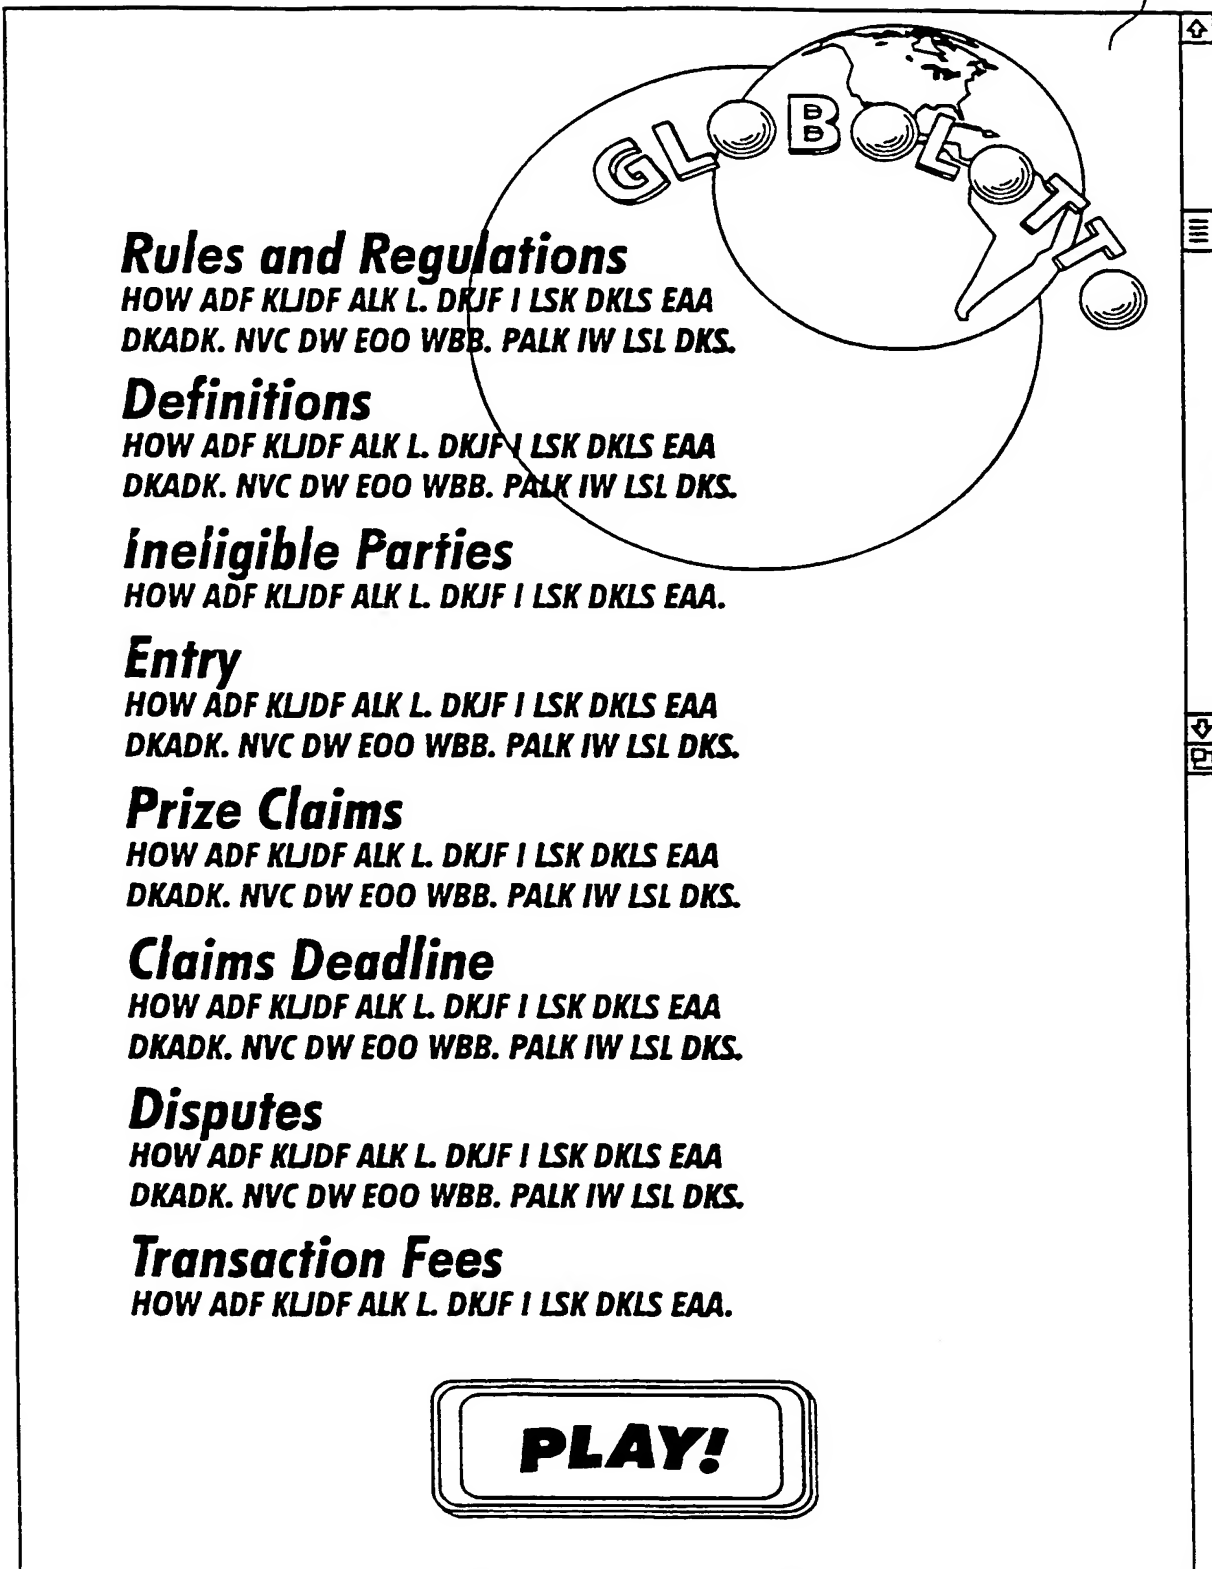 GLOBOLOTTO
Rules and Regulations
HOW ADF KLJDF ALK L. DKJF I LSK DKLS EAA
DKADK. NVC DW EOO WBB. PALK IW LSL DKS.
Definitions
HOW ADF KLJDF ALK L. DKJF I LSK DKLS EAA
DKADK. NVC DW EOO WBB. PALK IW LSL DKS.
Ineligible Parties
HOW ADF KLJDF ALK L. DKJF I LSK DKLS EAA.
Entry
HOW ADF KLJDF ALK L. DKJF I LSK DKLS EAA
DKADK. NVC DW EOO WBB. PALK IW LSL DKS.
Prize Claims
HOW ADF KLJDF ALK L. DKJF I LSK DKLS EAA
DKADK. NVC DW EOO WBB. PALK IW LSL DKS.
Claims Deadline
HOW ADF KLJDF ALK L. DKJF I LSK DKLS EAA
DKADK. NVC DW EOO WBB. PALK IW LSL DKS.
Disputes
HOW ADF KLJDF ALK L. DKJF I LSK DKLS EAA
DKADK. NVC DW EOO WBB. PALK IW LSL DKS.
Transaction Fees
HOW ADF KLJDF ALK L. DKJF I LSK DKLS EAA.
PLAY!